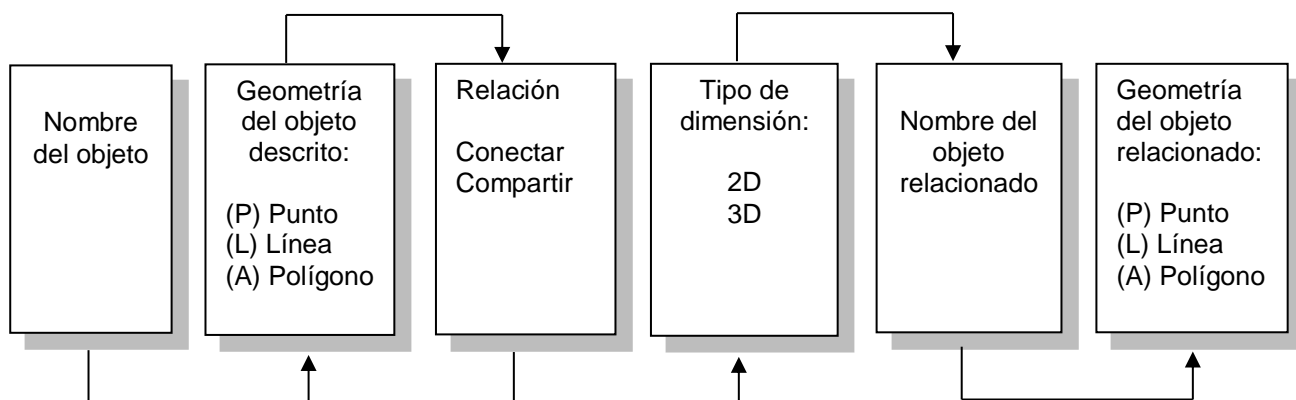 Nombre
del objeto
Geometría
del objeto
descrito:
(P) Punto
(L) Línea
(A) Polígono
Relación
Conectar
Compartir
Tipo de
dimensión:
2D
3D
Nombre del
objeto
relacionado
Geometría
del objeto
relacionado:
(P) Punto
(L) Línea
(A) Polígono